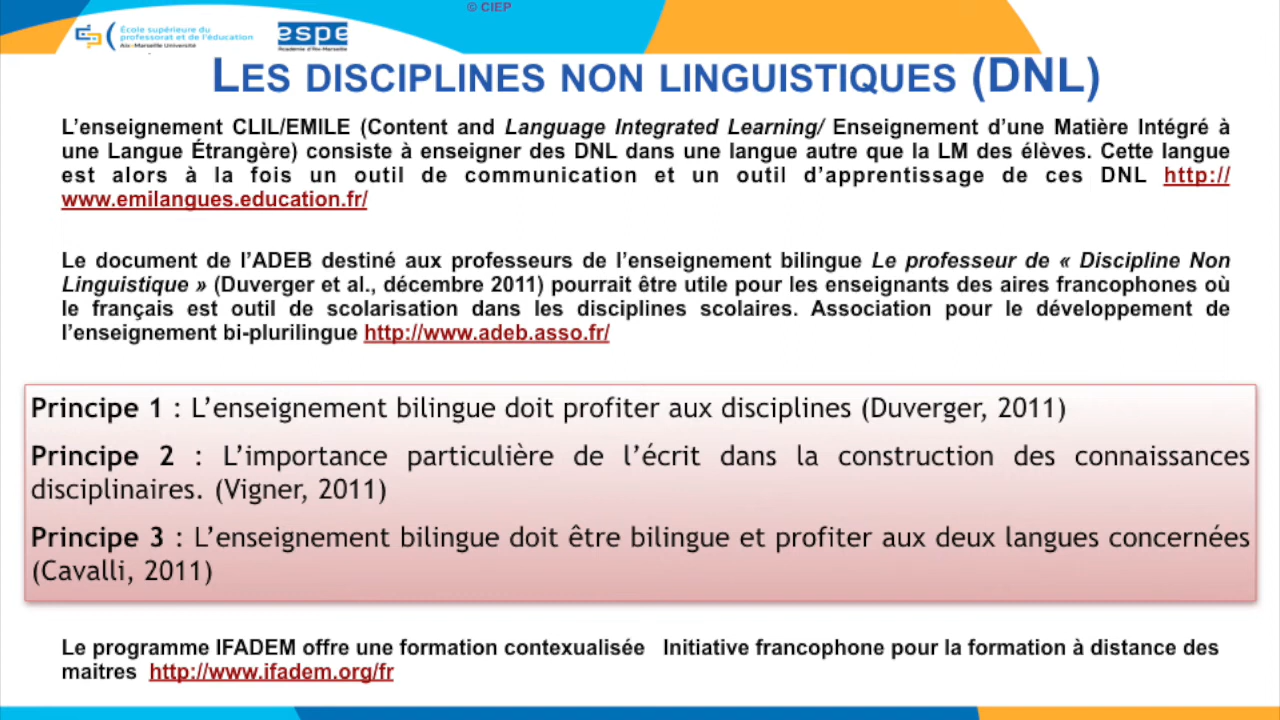 © CIEP
École supérieure du
professorat et de l'éducation
Aix-Marseille Université
espe
Académie d'Aix-Marseille
LES DISCIPLINES NON LINGUISTIQUES (DNL)
L’enseignement CLIL/EMILE (Content and Language Integrated Learning/ Enseignement d’une Matière Intégré à
une Langue Étrangère) consiste à enseigner des DNL dans une langue autre que la LM des élèves. Cette langue
est alors à la fois un outil de communication et un outil d’apprentissage de ces DNL http://
www.emilangues.education.fr/
Le document de l’ADEB destiné aux professeurs de l’enseignement bilingue Le professeur de « Discipline Non
Linguistique » (Duverger et al., décembre 2011) pourrait être utile pour les enseignants des aires francophones où
le français est outil de scolarisation dans les disciplines scolaires. Association pour le développement de
l’enseignement bi-plurilingue http://www.adeb.asso.fr/
Principe 1 : L’enseignement bilingue doit profiter aux disciplines (Duverger, 2011)
Principe 2 : L’importance particulière de l’écrit dans la construction des connaissances
disciplinaires. (Vigner, 2011)
Principe 3 : L’enseignement bilingue doit être bilingue et profiter aux deux langues concernées
(Cavalli, 2011)
Le programme IFADEM offre une formation contexualisée Initiative francophone pour la formation à distance des
maitres http://www.ifadem.org/fr